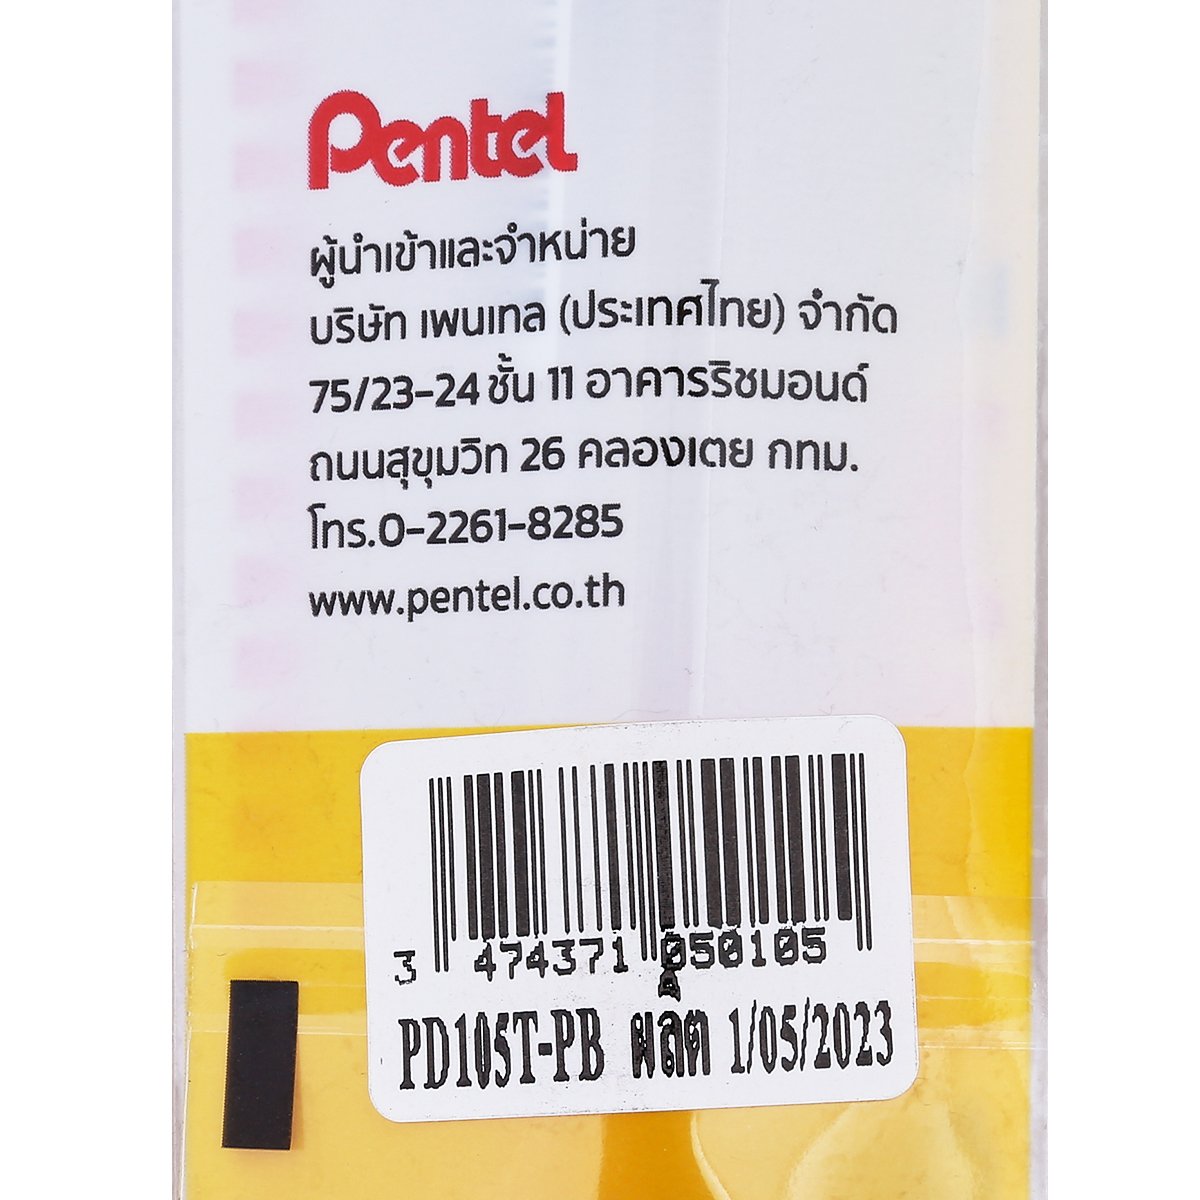 Pentel
ผู้นำเข้าและจำหน่าย
บริษัท เพนเทล (ประเทศไทย) จำกัด
75/23-24 ชั้น 11 อาคารริชมอนด์
ถนนสุขุมวิท 26 คลองเตย กทม.
โทร.0-2261-8285
www.pentel.co.th
3 474371 050105
PD105T-PB ผลิต 1/05/2023